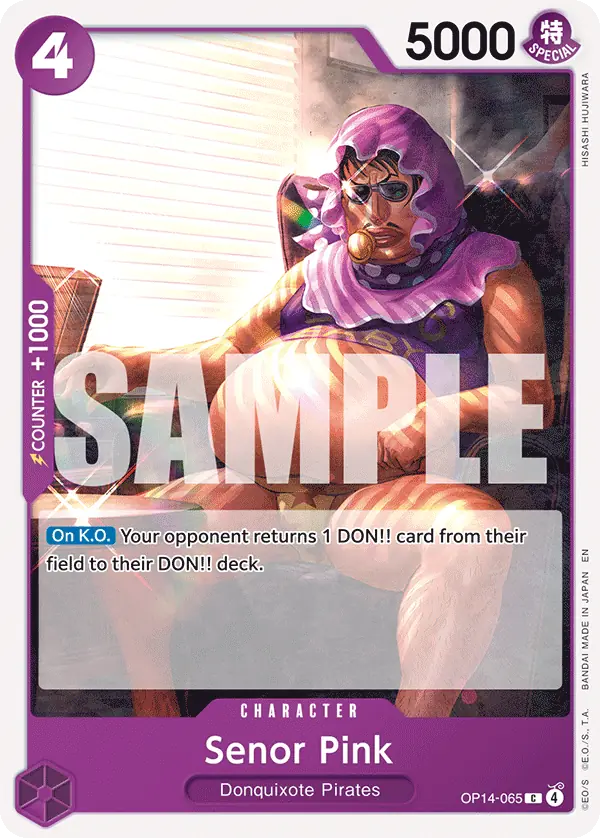 4
5000
特
SPECIAL
HISASHI HUJIWARA
COUNTER +1000
SAMPLE
On K.O. Your opponent returns 1 DON!! card from their
field to their DON!! deck.
BANDAI MADE IN JAPAN EN
©EO/S ©E.O./S., T.A.
CHARACTER
Senor Pink
Donquixote Pirates
OP14-065 C 4